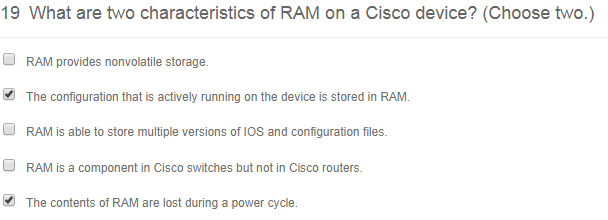 19 What are two characteristics of RAM on a Cisco device? (Choose two.)
RAM provides nonvolatile storage.
The configuration that is actively running on the device is stored in RAM.
RAM is able to store multiple versions of IOS and configuration files.
RAM is a component in Cisco switches but not in Cisco routers.
The contents of RAM are lost during a power cycle.